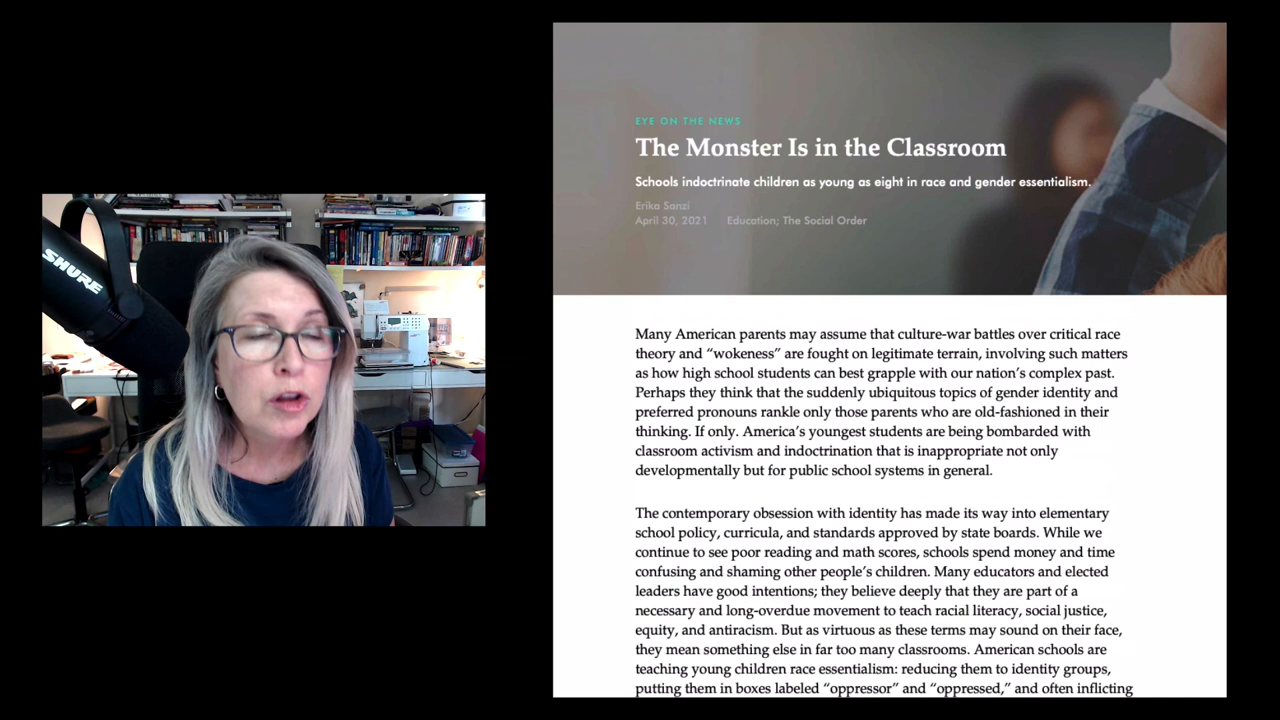 SHURE
EYE ON THE NEWS
The Monster Is in the Classroom
Schools indoctrinate children as young as eight in race and gender essentialism.
Erika Sanzi
April 30, 2021 Education; The Social Order
Many American parents may assume that culture-war battles over critical race
theory and “wokeness” are fought on legitimate terrain, involving such matters
as how high school students can best grapple with our nation’s complex past.
Perhaps they think that the suddenly ubiquitous topics of gender identity and
preferred pronouns rankle only those parents who are old-fashioned in their
thinking. If only. America’s youngest students are being bombarded with
classroom activism and indoctrination that is inappropriate not only
developmentally but for public school systems in general.
The contemporary obsession with identity has made its way into elementary
school policy, curricula, and standards approved by state boards. While we
continue to see poor reading and math scores, schools spend money and time
confusing and shaming other people’s children. Many educators and elected
leaders have good intentions; they believe deeply that they are part of a
necessary and long-overdue movement to teach racial literacy, social justice,
equity, and antiracism. But as virtuous as these terms may sound on their face,
they mean something else in far too many classrooms. American schools are
teaching young children race essentialism: reducing them to identity groups,
putting them in boxes labeled “oppressor” and “oppressed,” and often inflicting